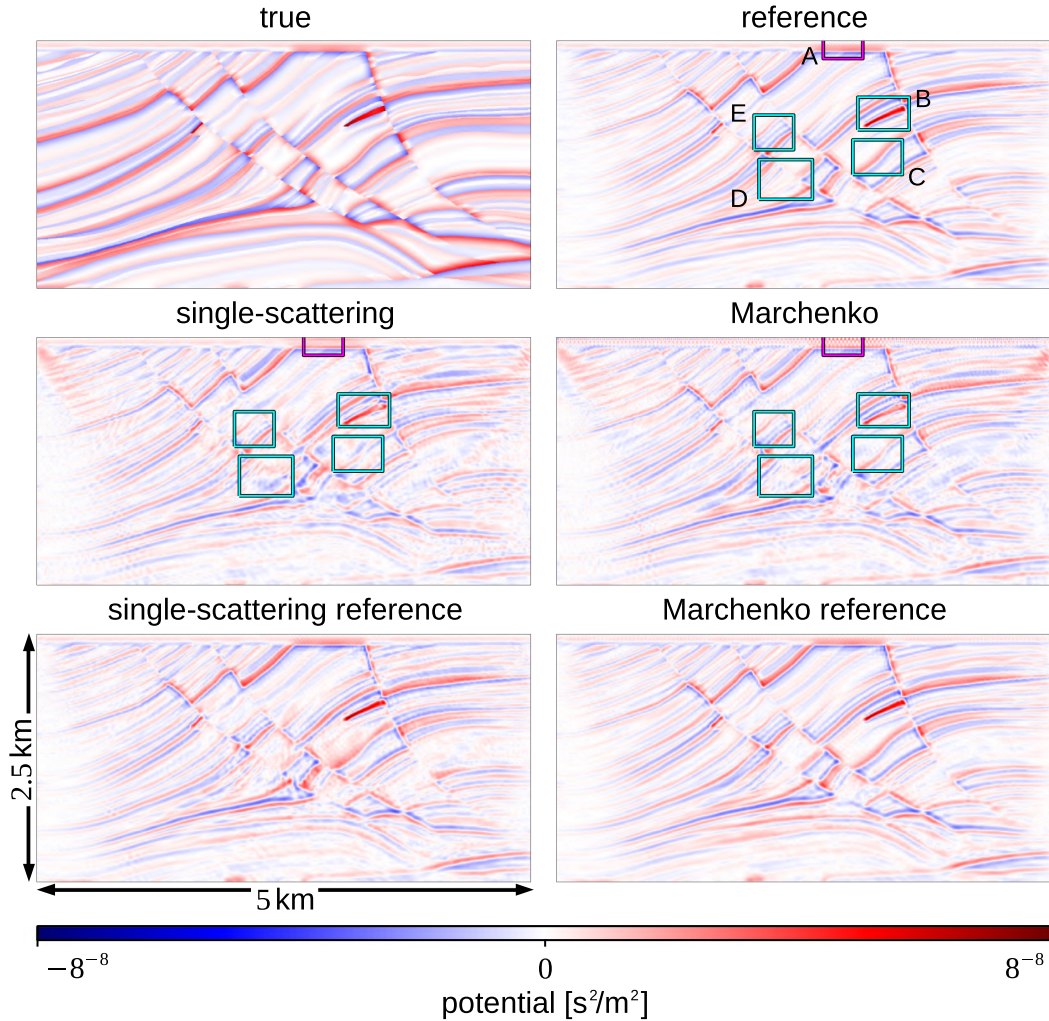 true
reference
A
B
E
C
D
single-scattering
Marchenko
single-scattering reference
Marchenko reference
2.5 km
5 km
−8⁻⁸
0
8⁻⁸
potential [s²/m²]